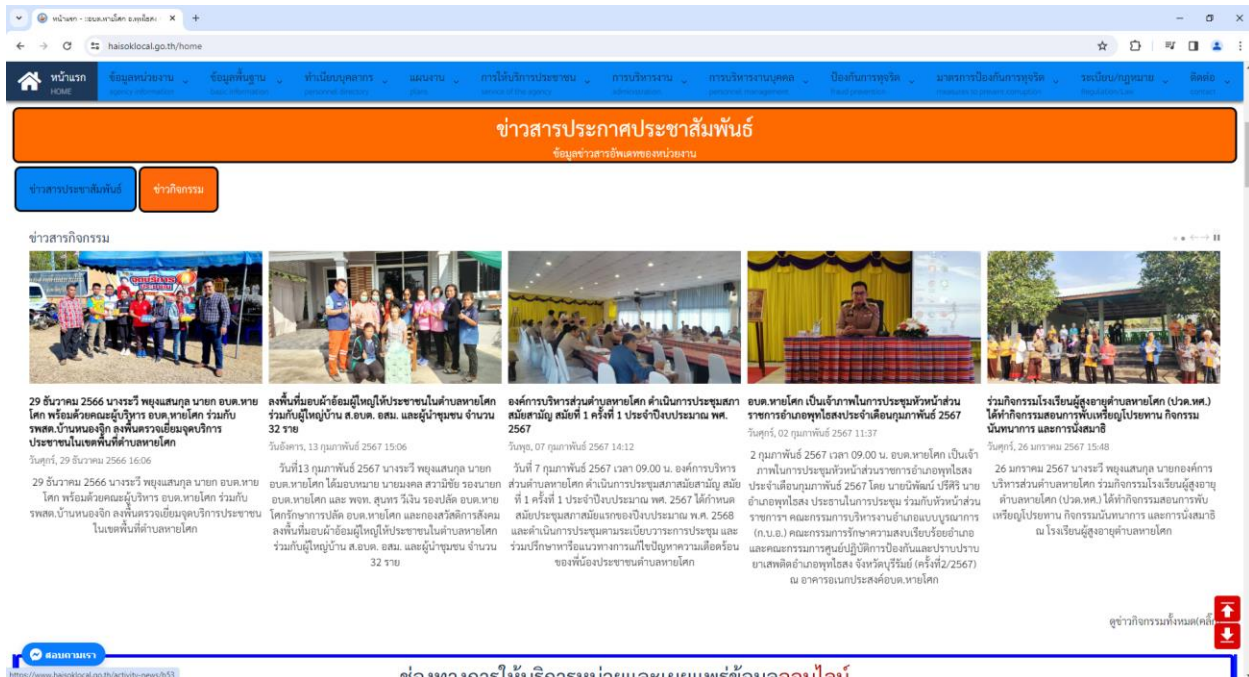 หน้าแรก - :::อบต.หายโศก อ.พุทไธสง
haisoklocal.go.th/home
หน้าแรก ข้อมูลหน่วยงาน ข้อมูลพื้นฐาน ทำเนียบบุคลากร แผนงาน การให้บริการประชาชน การบริหารงาน การบริหารงานบุคคล ป้องกันการทุจริต มาตรการป้องกันการทุจริต ระเบียบ/กฎหมาย ติดต่อ
HOME agency information basic information personnel directory plans service of the agency administration personnel management fraud prevention measures to prevent corruption Regulation/Law contact
ข่าวสารประกาศประชาสัมพันธ์
ข้อมูลข่าวสารอัพเดทของหน่วยงาน
ข่าวสารประชาสัมพันธ์ ข่าวกิจกรรม
ข่าวสารกิจกรรม
29 ธันวาคม 2566 นางระวี พยุงแสนกุล นายก อบต.หาย
โศก พร้อมด้วยคณะผู้บริหาร อบต.หายโศก ร่วมกับ
รพสต.บ้านหนองจิก ลงพื้นตรวจเยี่ยมจุดบริการ
ประชาชนในเขตพื้นที่ตำบลหายโศก
วันศุกร์, 29 ธันวาคม 2566 16:06
29 ธันวาคม 2566 นางระวี พยุงแสนกุล นายก อบต.หาย
โศก พร้อมด้วยคณะผู้บริหาร อบต.หายโศก ร่วมกับ
รพสต.บ้านหนองจิก ลงพื้นตรวจเยี่ยมจุดบริการประชาชน
ในเขตพื้นที่ตำบลหายโศก
ลงพื้นที่มอบผ้าอ้อมผู้ใหญ่ให้ประชาชนในตำบลหายโศก
ร่วมกับผู้ใหญ่บ้าน ส.อบต. อสม. และผู้นำชุมชน จำนวน
32 ราย
วันอังคาร, 13 กุมภาพันธ์ 2567 15:06
วันที่13 กุมภาพันธ์ 2567 นางระวี พยุงแสนกุล นายก
อบต.หายโศก ได้มอบหมาย นายมงคล สวามิชัย รองนายก
อบต.หายโศก และ พจท. สุนทร วีเงิน รองปลัด อบต.หาย
โศกรักษาการปลัด อบต.หายโศก และกองสวัสดิการสังคม
ลงพื้นที่มอบผ้าอ้อมผู้ใหญ่ให้ประชาชนในตำบลหายโศก
ร่วมกับผู้ใหญ่บ้าน ส.อบต. อสม. และผู้นำชุมชน จำนวน
32 ราย
องค์การบริหารส่วนตำบลหายโศก ดำเนินการประชุมสภา
สมัยสามัญ สมัยที่ 1 ครั้งที่ 1 ประจำปีงบประมาณ พศ.
2567
วันพุธ, 07 กุมภาพันธ์ 2567 14:12
วันที่ 7 กุมภาพันธ์ 2567 เวลา 09.00 น. องค์การบริหาร
ส่วนตำบลหายโศก ดำเนินการประชุมสภาสมัยสามัญ สมัย
ที่ 1 ครั้งที่ 1 ประจำปีงบประมาณ พศ. 2567 ได้กำหนด
สมัยประชุมสภาสมัยแรกของปีงบประมาณ พ.ศ. 2568
และดำเนินการประชุมตามระเบียบวาระการประชุม และ
ร่วมปรึกษาหารือแนวทางการแก้ไขปัญหาความเดือดร้อน
ของพี่น้องประชาชนตำบลหายโศก
อบต.หายโศก เป็นเจ้าภาพในการประชุมหัวหน้าส่วน
ราชการอำเภอพุทไธสงประจำเดือนกุมภาพันธ์ 2567
วันศุกร์, 02 กุมภาพันธ์ 2567 11:37
2 กุมภาพันธ์ 2567 เวลา 09.00 น. อบต.หายโศก เป็นเจ้า
ภาพในการประชุมหัวหน้าส่วนราชการอำเภอพุทไธสง
ประจำเดือนกุมภาพันธ์ 2567 โดย นายนิพัฒน์ ปรีศิริ นาย
อำเภอพุทไธสง ประธานในการประชุม ร่วมกับหัวหน้าส่วน
ราชการฯ คณะกรรมการบริหารงานอำเภอแบบบูรณาการ
(ก.บ.อ.) คณะกรรมการรักษาความสงบเรียบร้อยอำเภอ
และคณะกรรมการศูนย์ปฏิบัติการป้องกันและปราบปราบ
ยาเสพติดอำเภอพุทไธสง จังหวัดบุรีรัมย์ (ครั้งที่2/2567)
ณ อาคารอเนกประสงค์อบต.หายโศก
ร่วมกิจกรรมโรงเรียนผู้สูงอายุตำบลหายโศก (ปวต.หศ.)
ได้ทำกิจกรรมสอนการพับเหรียญโปรยทาน กิจกรรม
นันทนาการ และการนั่งสมาธิ
วันศุกร์, 26 มกราคม 2567 15:48
26 มกราคม 2567 นางระวี พยุงแสนกุล นายกองค์การ
บริหารส่วนตำบลหายโศก ร่วมกิจกรรมโรงเรียนผู้สูงอายุ
ตำบลหายโศก (ปวต.หศ.) ได้ทำกิจกรรมสอนการพับ
เหรียญโปรยทาน กิจกรรมนันทนาการ และการนั่งสมาธิ
ณ โรงเรียนผู้สูงอายุตำบลหายโศก
ดูข่าวกิจกรรมทั้งหมด(คลิ๊
สอบถามเรา
ช่องทางการให้บริการหน่วยและเผยแพร่ข้อมูลออนไลน์
https://www.haisoklocal.go.th/activity-news/h53